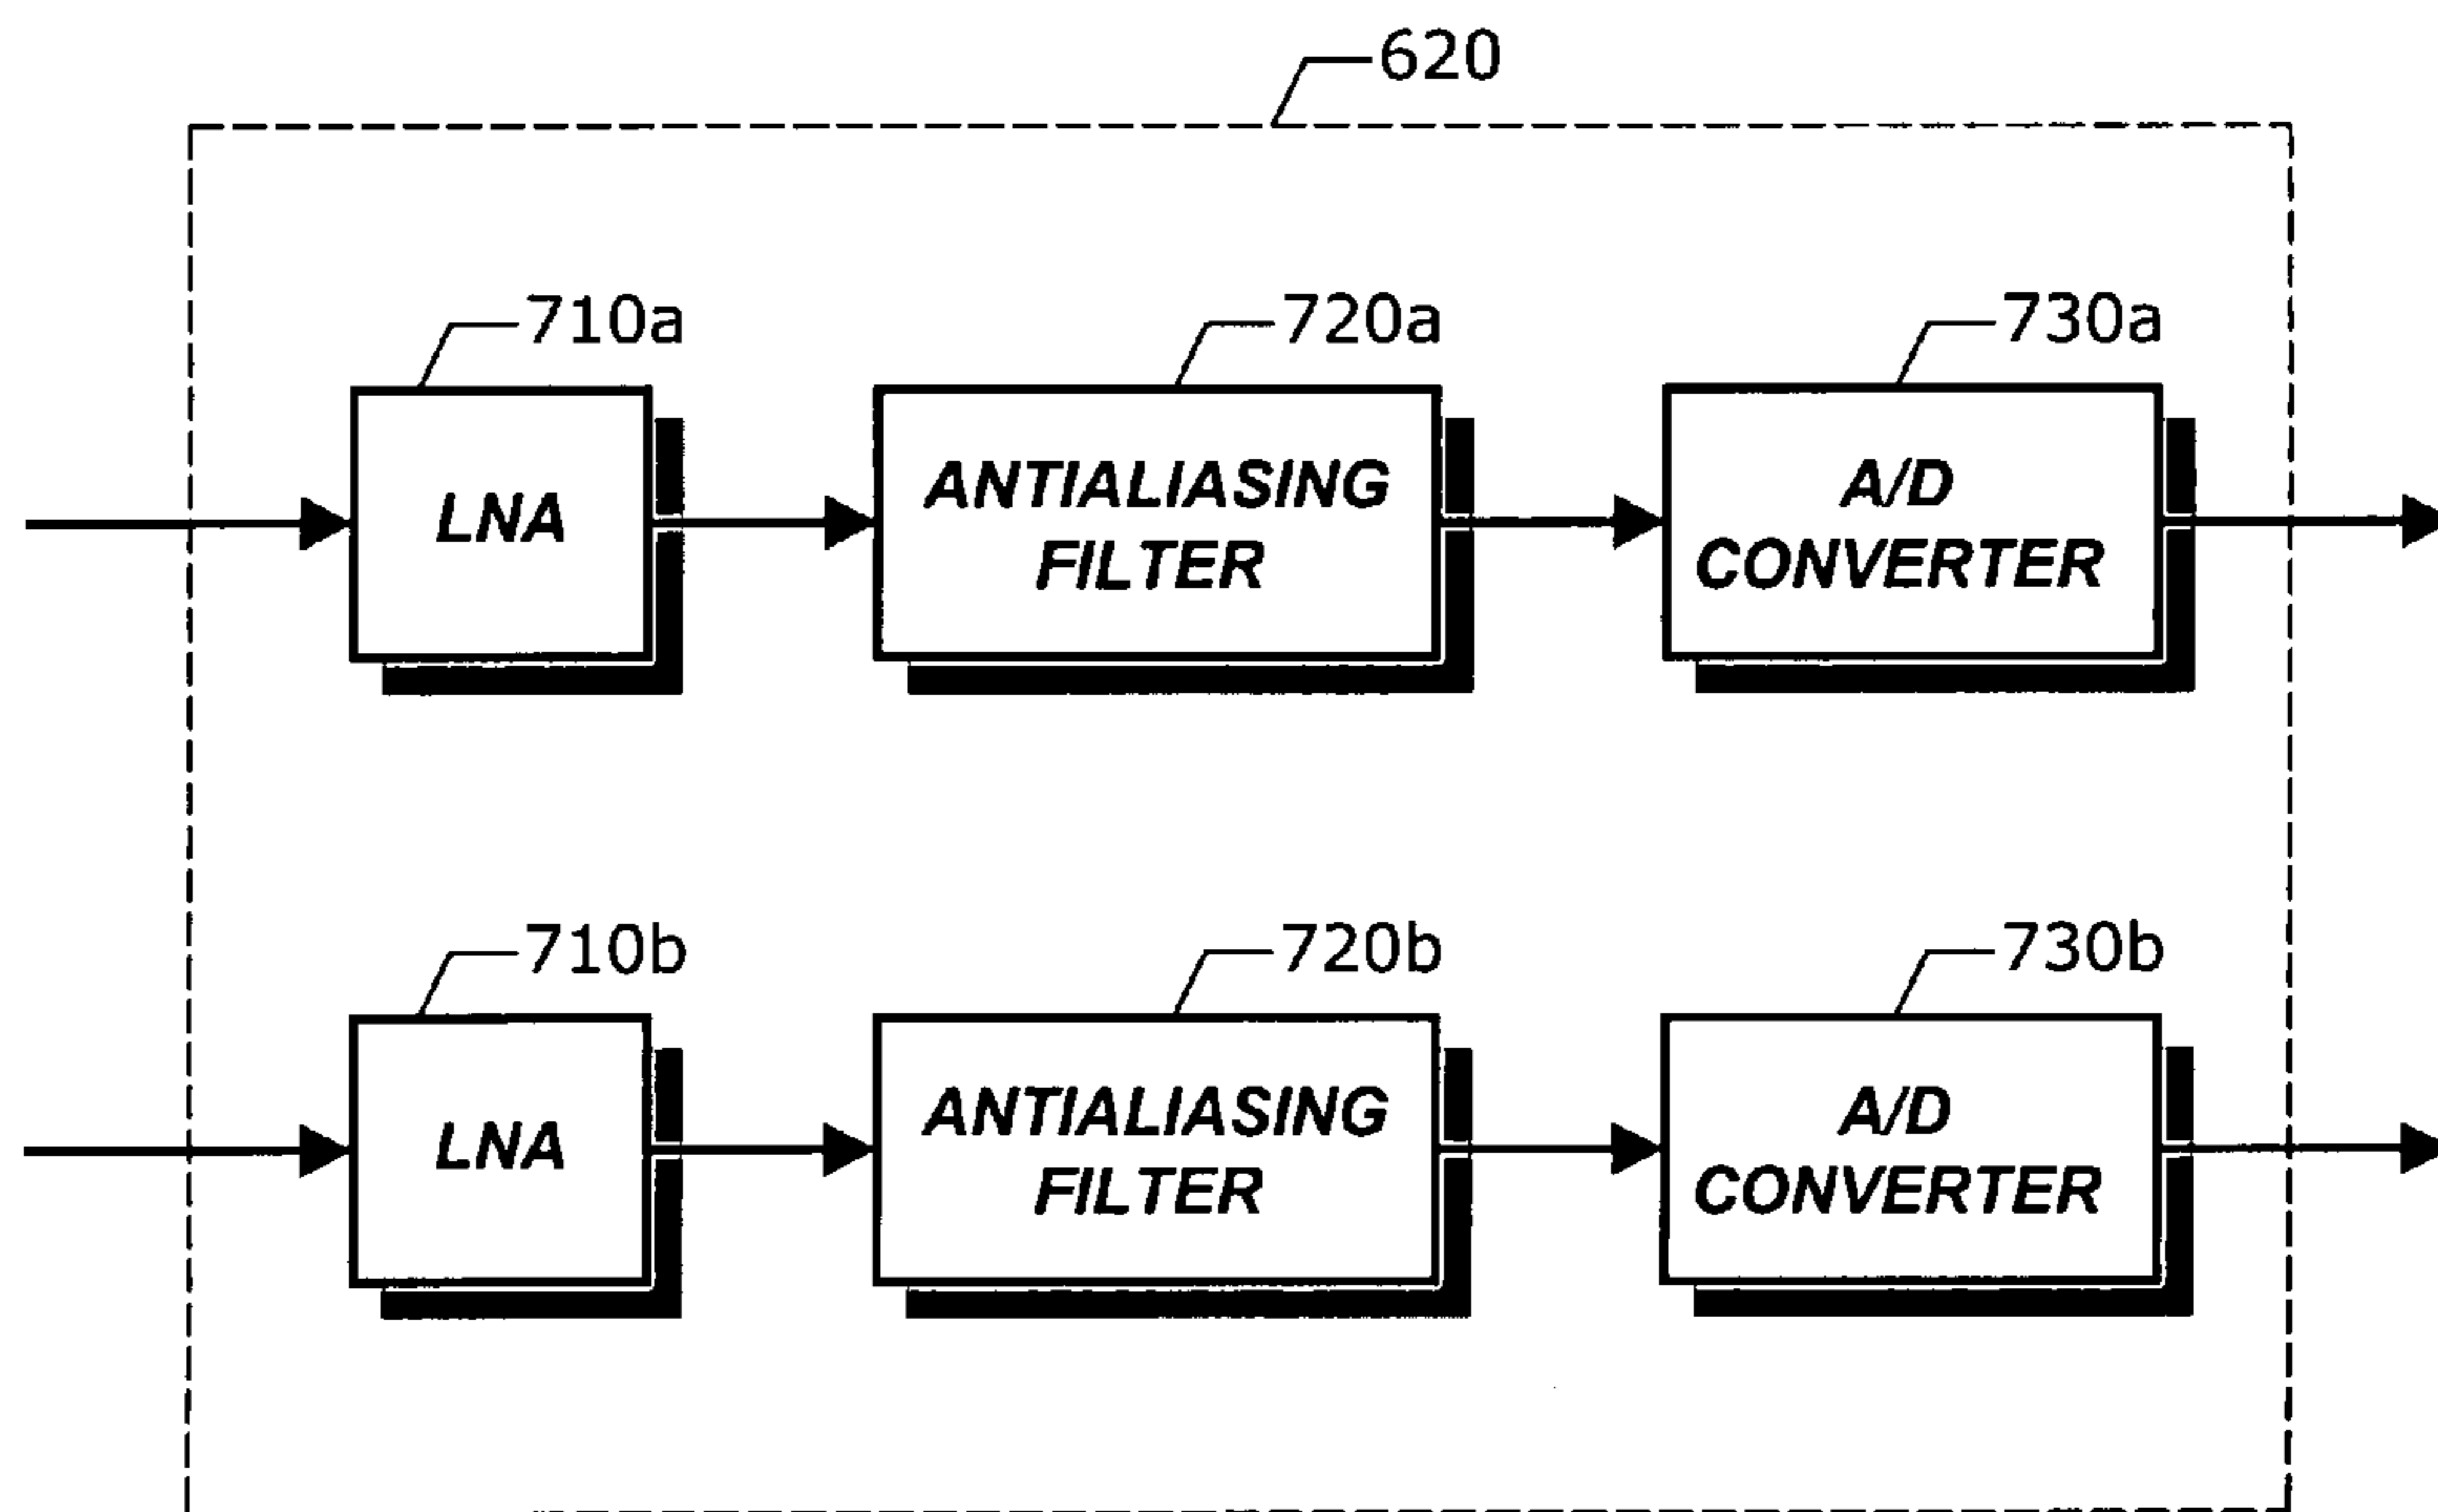 620
710a
720a
730a
LNA
ANTIALIASING
FILTER
A/D
CONVERTER
710b
720b
730b
LNA
ANTIALIASING
FILTER
A/D
CONVERTER